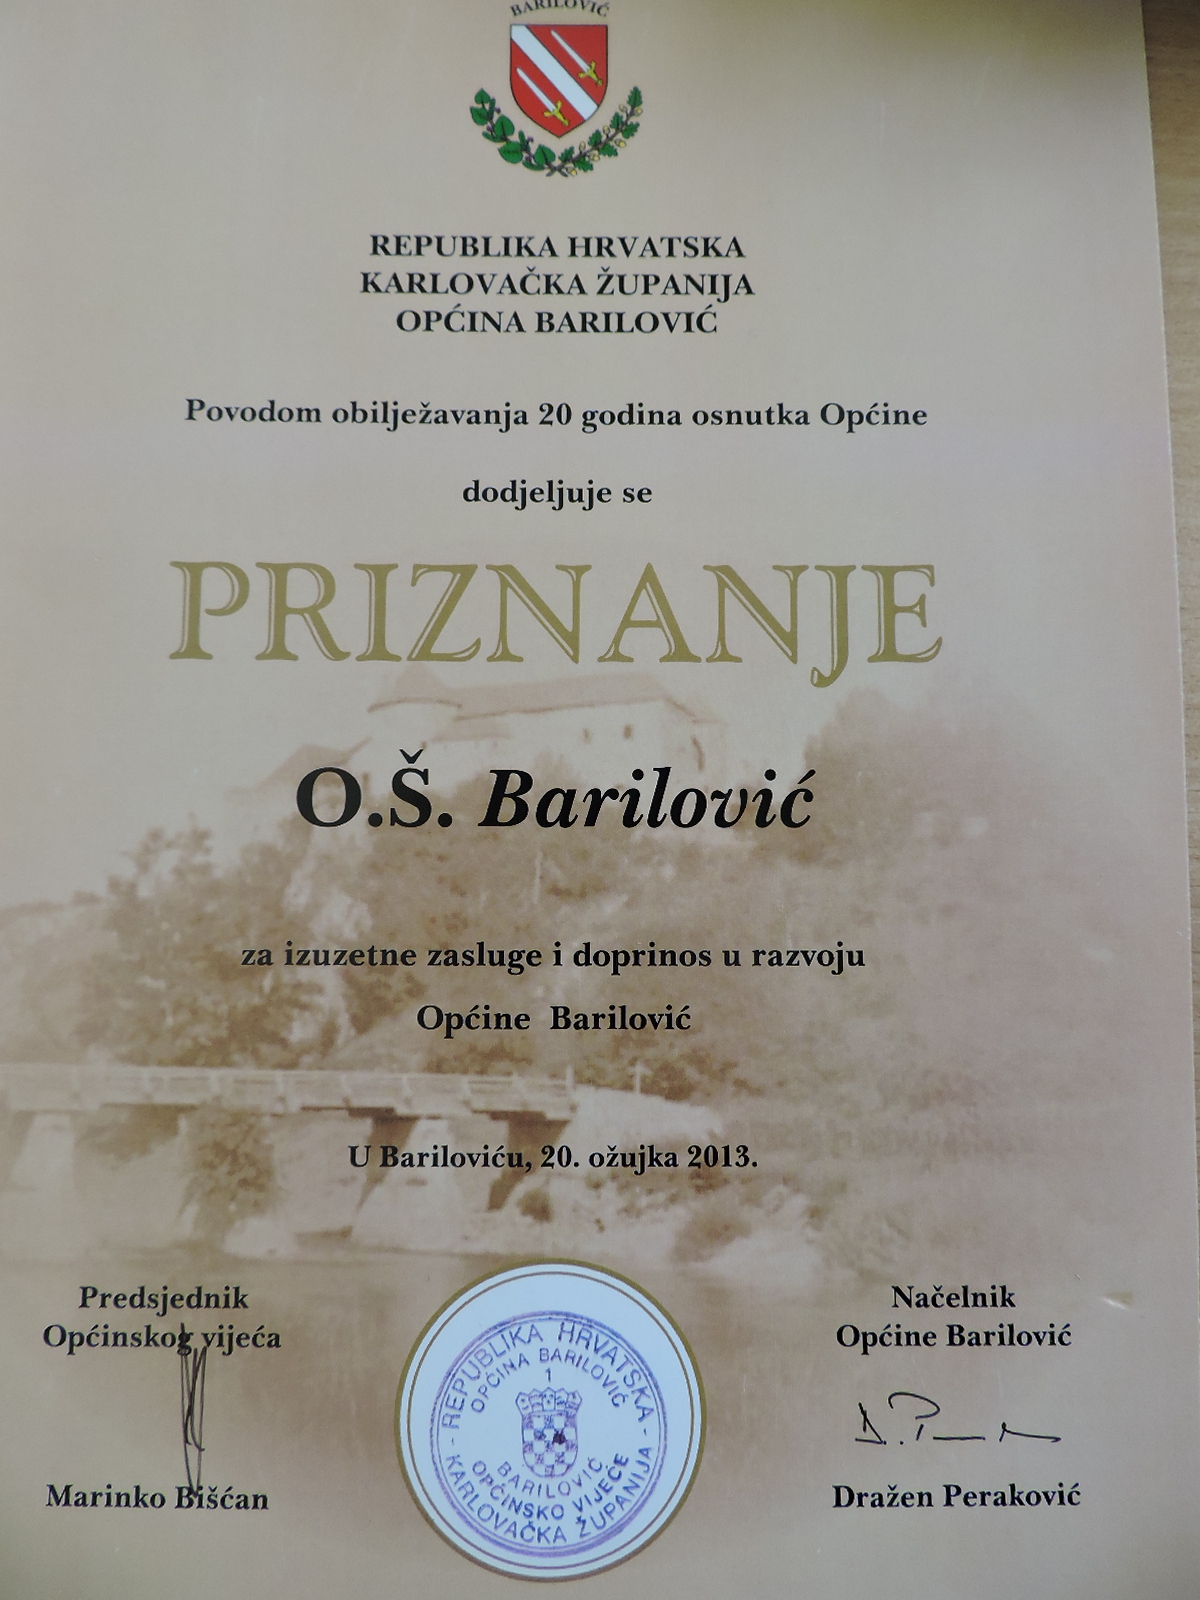 BARILOVIĆ
REPUBLIKA HRVATSKA
KARLOVAČKA ŽUPANIJA
OPĆINA BARILOVIĆ
Povodom obilježavanja 20 godina osnutka Općine
dodjeljuje se
PRIZNANJE
O.Š. Barilović
za izuzetne zasluge i doprinos u razvoju
Općine Barilović
U Bariloviću, 20. ožujka 2013.
Predsjednik
Općinskog vijeća
Marinko Bišćan
REPUBLIKA HRVATSKA - KARLOVAČKA ŽUPANIJA -
OPĆINA BARILOVIĆ
1
BARILOVIĆ
OPĆINSKO VIJEĆE
Načelnik
Općine Barilović
D. P
Dražen Peraković